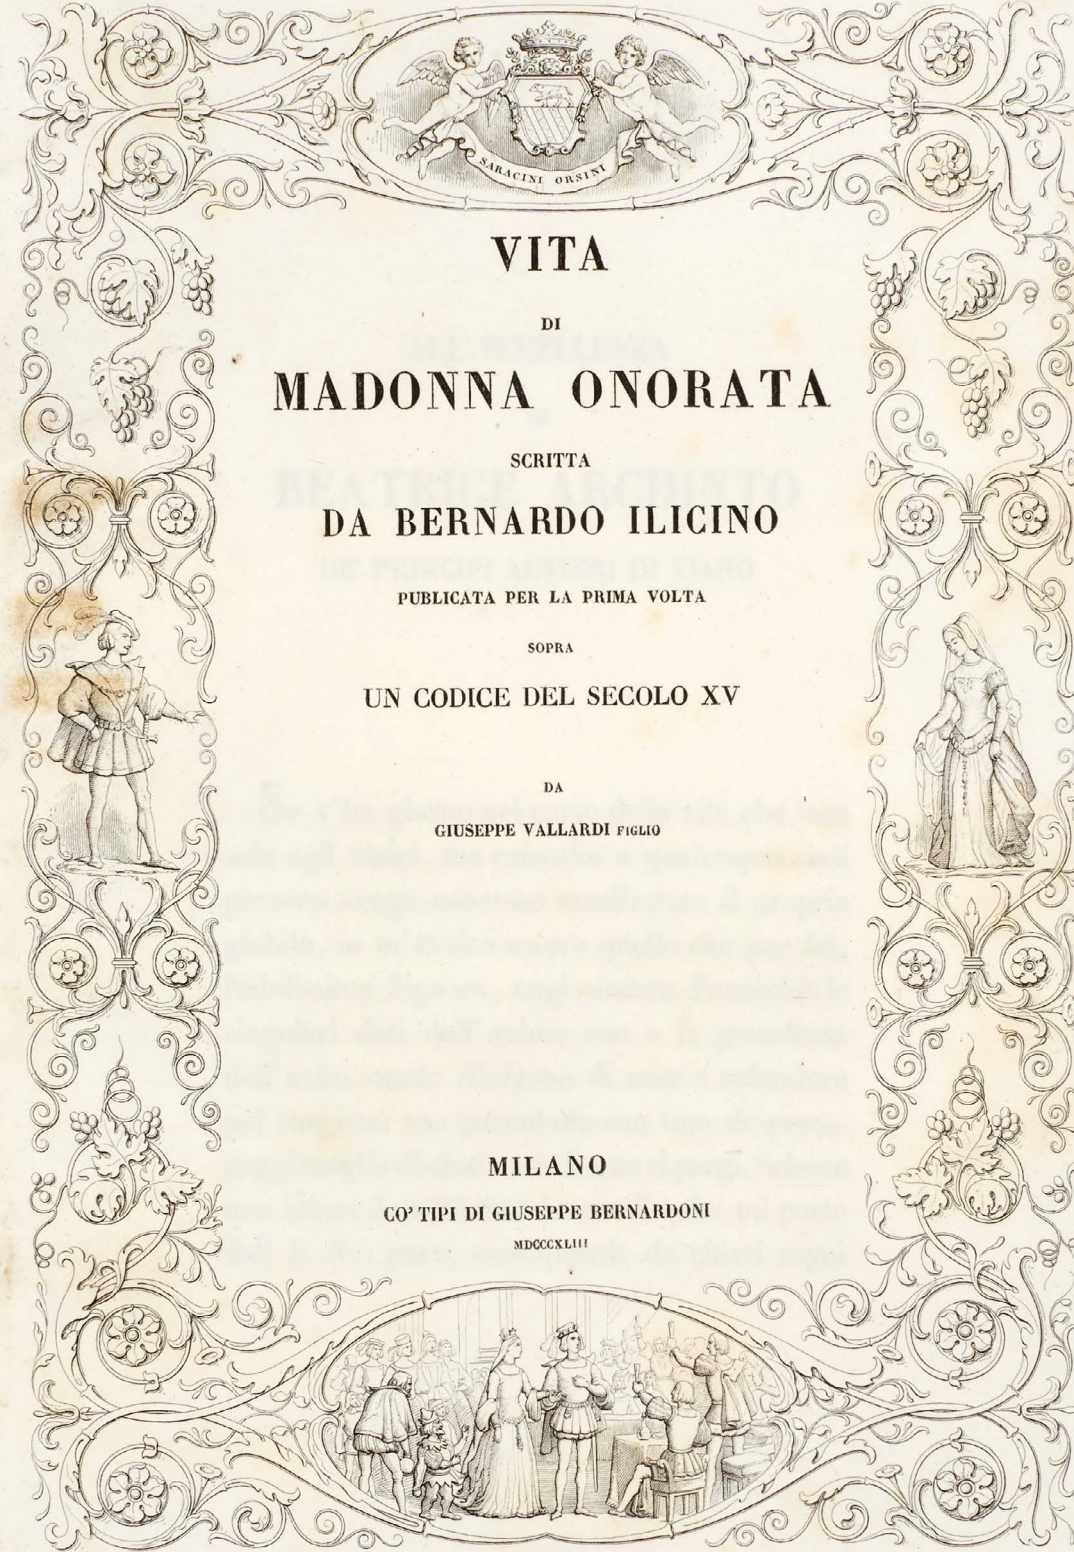 SARACINI ORSINI
VITA
DI
MADONNA ONORATA
SCRITTA
DA BERNARDO ILICINO
PUBLICATA PER LA PRIMA VOLTA
SOPRA
UN CODICE DEL SECOLO XV
DA
GIUSEPPE VALLARDI FIGLIO
MILANO
CO' TIPI DI GIUSEPPE BERNARDONI
MDCCCXLIII